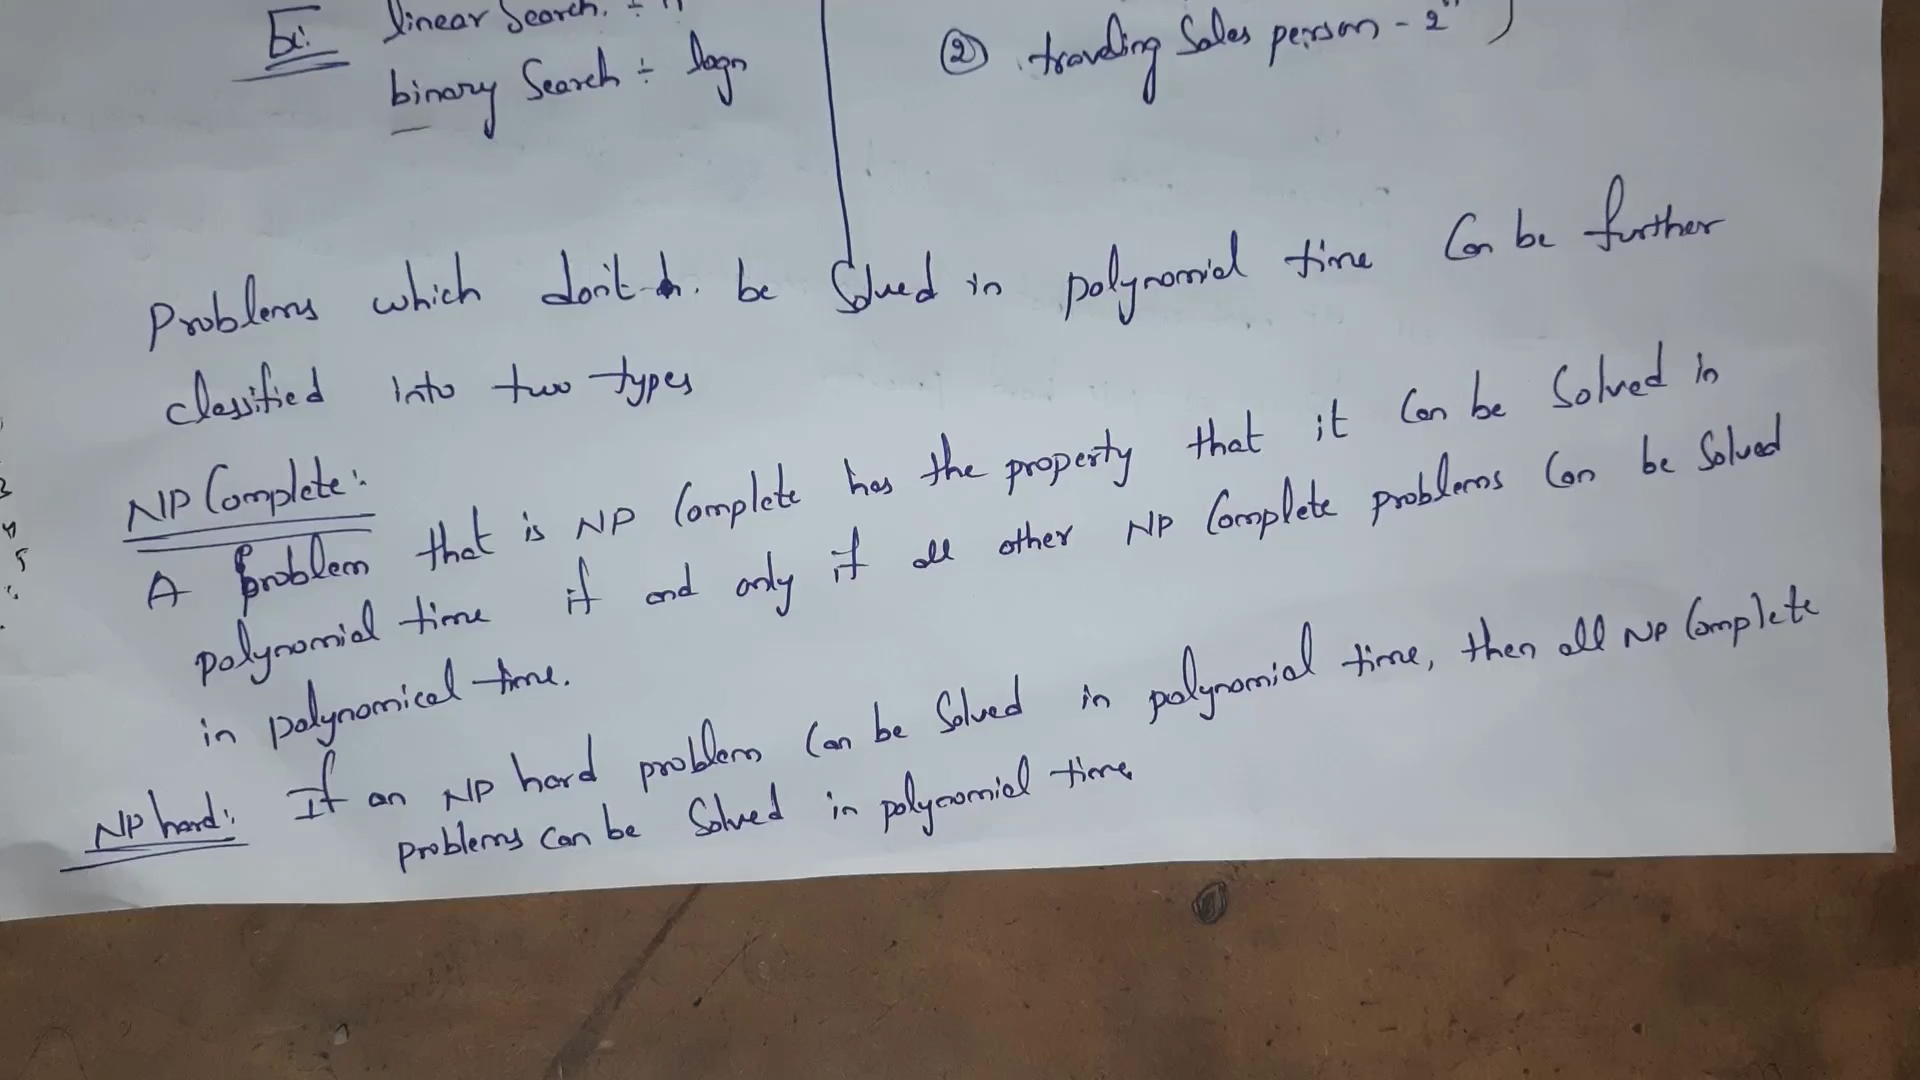 Ex:
linear Search. ÷ n
binary Search ÷ logn
② traveling Sales person - 2ⁿ )
Problems which don't be Solved in polynomial time Can be further
classified into two types
NP Complete:
A problem that is NP Complete has the property that it Can be Solved in
polynomial time if and only if all other NP Complete problems Can be Solved
in polynomical time.
NP hard: If an NP hard problem Can be Solved in polynomial time, then all NP Complete
problems Can be Solved in polynomial time